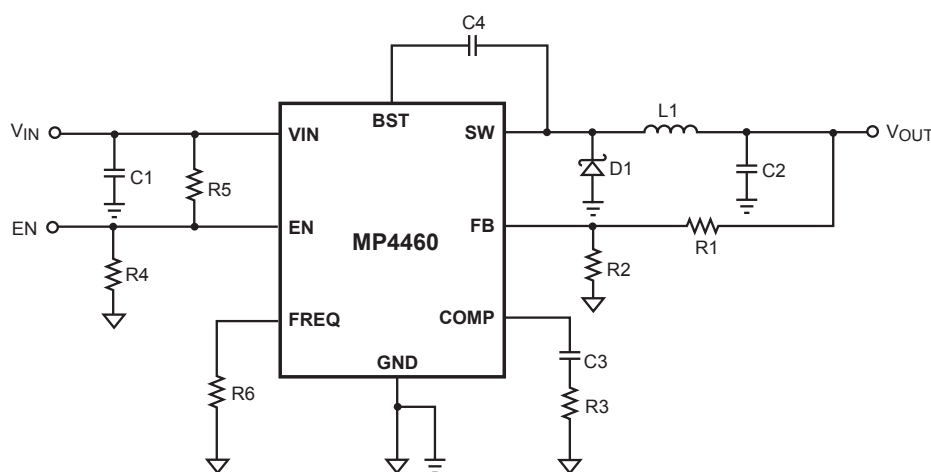 C4
L1
VIN
VIN
BST
SW
VOUT
C1
R5
D1
C2
EN
EN
MP4460
FB
R4
R2
R1
FREQ
COMP
GND
C3
R6
R3